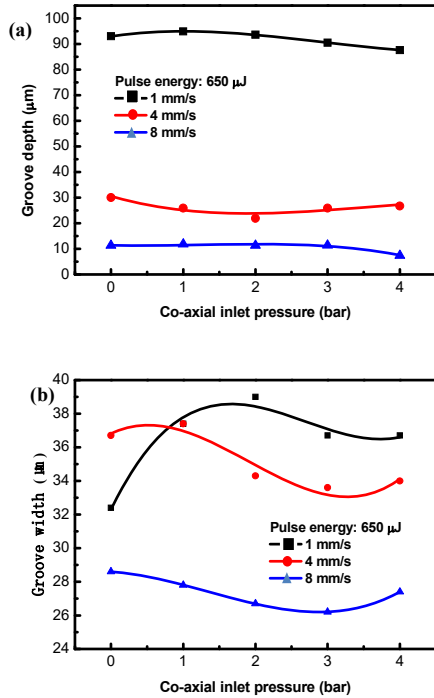 (a)
100
90
80
70
60
50
40
30
20
10
0
Groove depth (µm)
Pulse energy: 650 µJ
1 mm/s
4 mm/s
8 mm/s
0 1 2 3 4
Co-axial inlet pressure (bar)
(b)
40
38
36
34
32
30
28
26
24
Groove width (µm)
Pulse energy: 650 µJ
1 mm/s
4 mm/s
8 mm/s
0 1 2 3 4
Co-axial inlet pressure (bar)